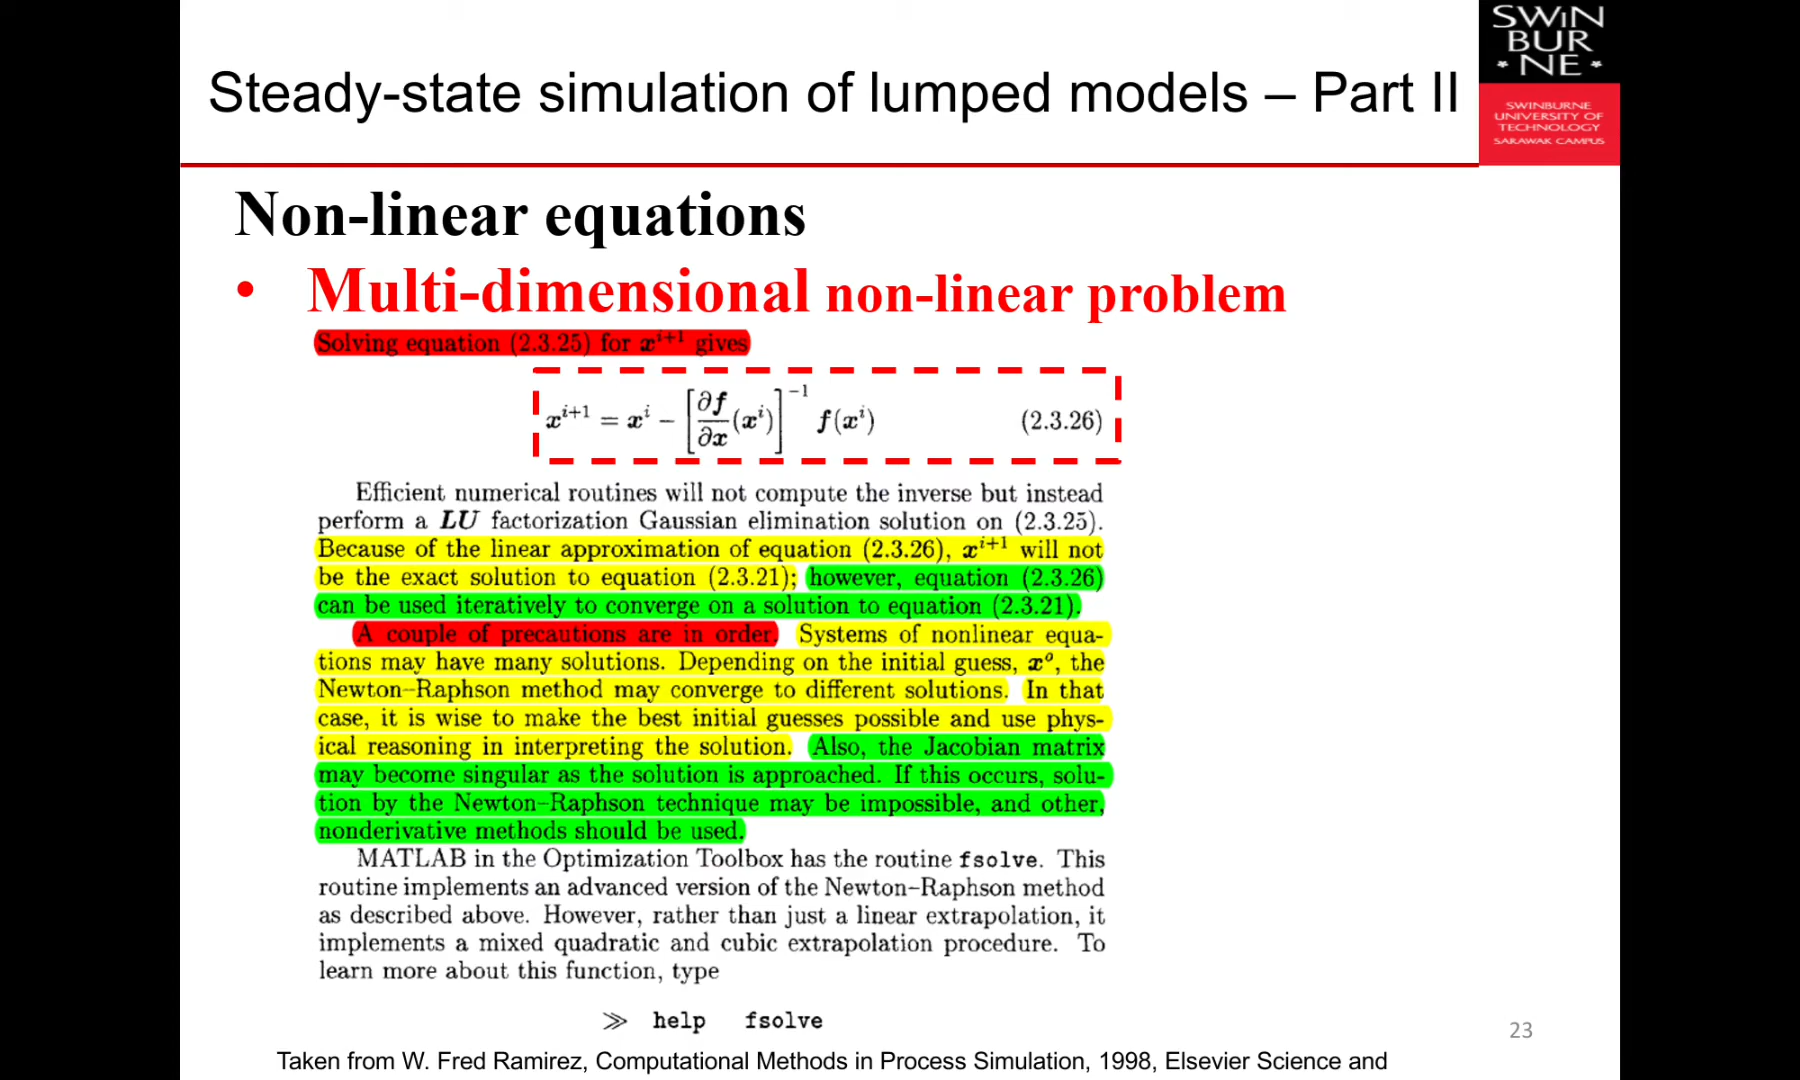 SWiN
BUR
* NE *
SWINBURNE
UNIVERSITY OF
TECHNOLOGY
SARAWAK CAMPUS
Steady-state simulation of lumped models – Part II
Non-linear equations
• Multi-dimensional non-linear problem
Solving equation (2.3.25) for x^{i+1} gives
x^{i+1} = x^i − [∂f/∂x (x^i)]^{−1} f(x^i) (2.3.26)
Efficient numerical routines will not compute the inverse but instead
perform a LU factorization Gaussian elimination solution on (2.3.25).
Because of the linear approximation of equation (2.3.26), x^{i+1} will not
be the exact solution to equation (2.3.21); however, equation (2.3.26)
can be used iteratively to converge on a solution to equation (2.3.21).
A couple of precautions are in order. Systems of nonlinear equa-
tions may have many solutions. Depending on the initial guess, x^o, the
Newton–Raphson method may converge to different solutions. In that
case, it is wise to make the best initial guesses possible and use phys-
ical reasoning in interpreting the solution. Also, the Jacobian matrix
may become singular as the solution is approached. If this occurs, solu-
tion by the Newton–Raphson technique may be impossible, and other,
nonderivative methods should be used.
MATLAB in the Optimization Toolbox has the routine fsolve. This
routine implements an advanced version of the Newton–Raphson method
as described above. However, rather than just a linear extrapolation, it
implements a mixed quadratic and cubic extrapolation procedure. To
learn more about this function, type
≫ help fsolve
23
Taken from W. Fred Ramirez, Computational Methods in Process Simulation, 1998, Elsevier Science and